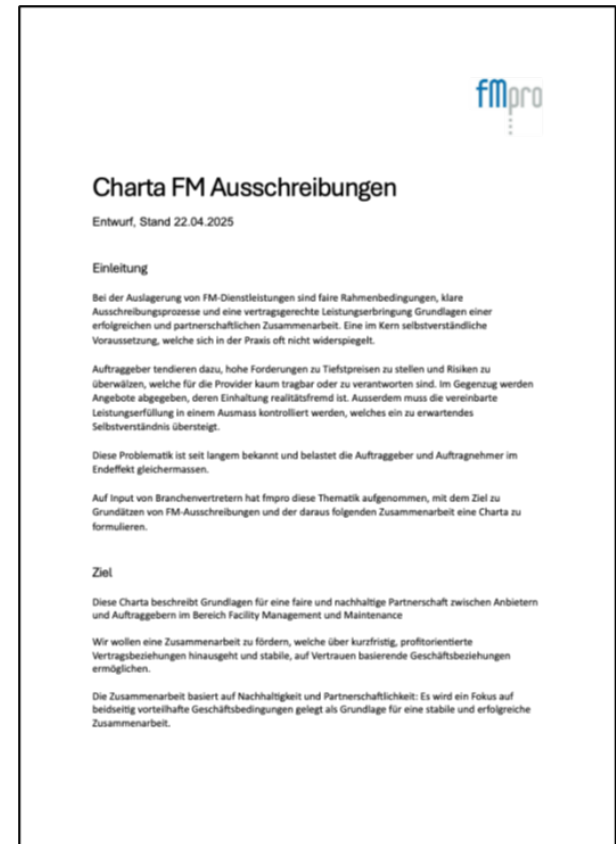 fmpro
Charta FM Ausschreibungen
Entwurf, Stand 22.04.2025
Einleitung
Bei der Auslagerung von FM-Dienstleistungen sind faire Rahmenbedingungen, klare
Ausschreibungsprozesse und eine vertragsgerechte Leistungserbringung Grundlagen einer
erfolgreichen und partnerschaftlichen Zusammenarbeit. Eine im Kern selbstverständliche
Voraussetzung, welche sich in der Praxis oft nicht widerspiegelt.
Auftraggeber tendieren dazu, hohe Forderungen zu Tiefstpreisen zu stellen und Risiken zu
überwälzen, welche für die Provider kaum tragbar oder zu verantworten sind. Im Gegenzug werden
Angebote abgegeben, deren Einhaltung realitätsfremd ist. Ausserdem muss die vereinbarte
Leistungserfüllung in einem Ausmass kontrolliert werden, welches ein zu erwartendes
Selbstverständnis übersteigt.
Diese Problematik ist seit langem bekannt und belastet die Auftraggeber und Auftragnehmer im
Endeffekt gleichermassen.
Auf Input von Branchenvertretern hat fmpro diese Thematik aufgenommen, mit dem Ziel zu
Grundätzen von FM-Ausschreibungen und der daraus folgenden Zusammenarbeit eine Charta zu
formulieren.
Ziel
Diese Charta beschreibt Grundlagen für eine faire und nachhaltige Partnerschaft zwischen Anbietern
und Auftraggebern im Bereich Facility Management und Maintenance
Wir wollen eine Zusammenarbeit zu fördern, welche über kurzfristig, profitorientierte
Vertragsbeziehungen hinausgeht und stabile, auf Vertrauen basierende Geschäftsbeziehungen
ermöglichen.
Die Zusammenarbeit basiert auf Nachhaltigkeit und Partnerschaftlichkeit: Es wird ein Fokus auf
beidseitig vorteilhafte Geschäftsbedingungen gelegt als Grundlage für eine stabile und erfolgreiche
Zusammenarbeit.